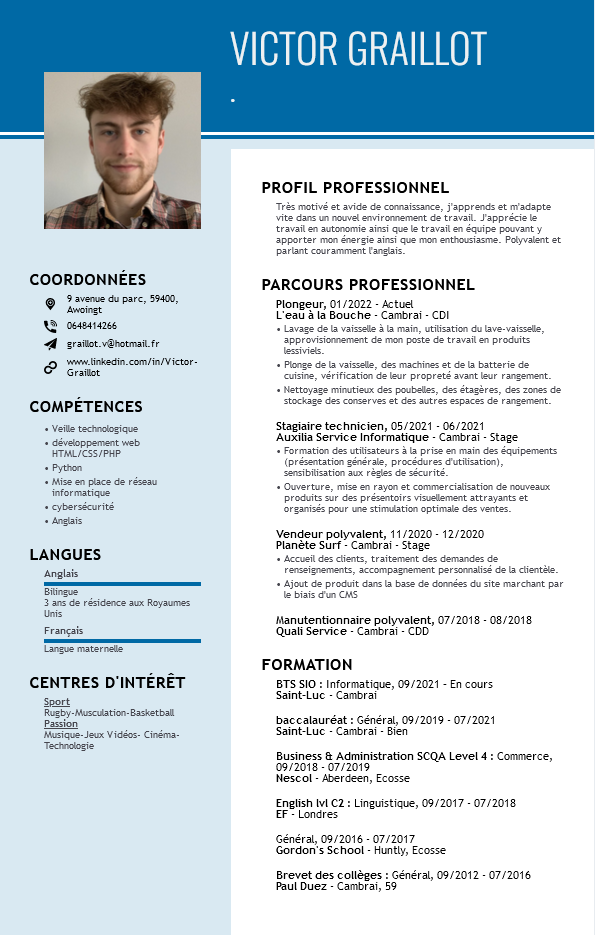 VICTOR GRAILLOT
.
COORDONNÉES
9 avenue du parc, 59400,
Awoingt
0648414266
graillot.v@hotmail.fr
www.linkedin.com/in/Victor-
Graillot
COMPÉTENCES
• Veille technologique
• développement web
HTML/CSS/PHP
• Python
• Mise en place de réseau
informatique
• cybersécurité
• Anglais
LANGUES
Anglais
Bilingue
3 ans de résidence aux Royaumes
Unis
Français
Langue maternelle
CENTRES D'INTÉRÊT
Sport
Rugby-Musculation-Basketball
Passion
Musique-Jeux Vidéos- Cinéma-
Technologie
PROFIL PROFESSIONNEL
Très motivé et avide de connaissance, j'apprends et m'adapte
vite dans un nouvel environnement de travail. J'apprécie le
travail en autonomie ainsi que le travail en équipe pouvant y
apporter mon énergie ainsi que mon enthousiasme. Polyvalent et
parlant couramment l'anglais.
PARCOURS PROFESSIONNEL
Plongeur, 01/2022 - Actuel
L'eau à la Bouche - Cambrai - CDI
• Lavage de la vaisselle à la main, utilisation du lave-vaisselle,
approvisionnement de mon poste de travail en produits
lessiviels.
• Plonge de la vaisselle, des machines et de la batterie de
cuisine, vérification de leur propreté avant leur rangement.
• Nettoyage minutieux des poubelles, des étagères, des zones de
stockage des conserves et des autres espaces de rangement.
Stagiaire technicien, 05/2021 - 06/2021
Auxilia Service Informatique - Cambrai - Stage
• Formation des utilisateurs à la prise en main des équipements
(présentation générale, procédures d'utilisation),
sensibilisation aux règles de sécurité.
• Ouverture, mise en rayon et commercialisation de nouveaux
produits sur des présentoirs visuellement attrayants et
organisés pour une stimulation optimale des ventes.
Vendeur polyvalent, 11/2020 - 12/2020
Planète Surf - Cambrai - Stage
• Accueil des clients, traitement des demandes de
renseignements, accompagnement personnalisé de la clientèle.
• Ajout de produit dans la base de données du site marchant par
le biais d'un CMS
Manutentionnaire polyvalent, 07/2018 - 08/2018
Quali Service - Cambrai - CDD
FORMATION
BTS SIO : Informatique, 09/2021 - En cours
Saint-Luc - Cambrai
baccalauréat : Général, 09/2019 - 07/2021
Saint-Luc - Cambrai - Bien
Business & Administration SCQA Level 4 : Commerce,
09/2018 - 07/2019
Nescol - Aberdeen, Ecosse
English lvl C2 : Linguistique, 09/2017 - 07/2018
EF - Londres
Général, 09/2016 - 07/2017
Gordon's School - Huntly, Ecosse
Brevet des collèges : Général, 09/2012 - 07/2016
Paul Duez - Cambrai, 59